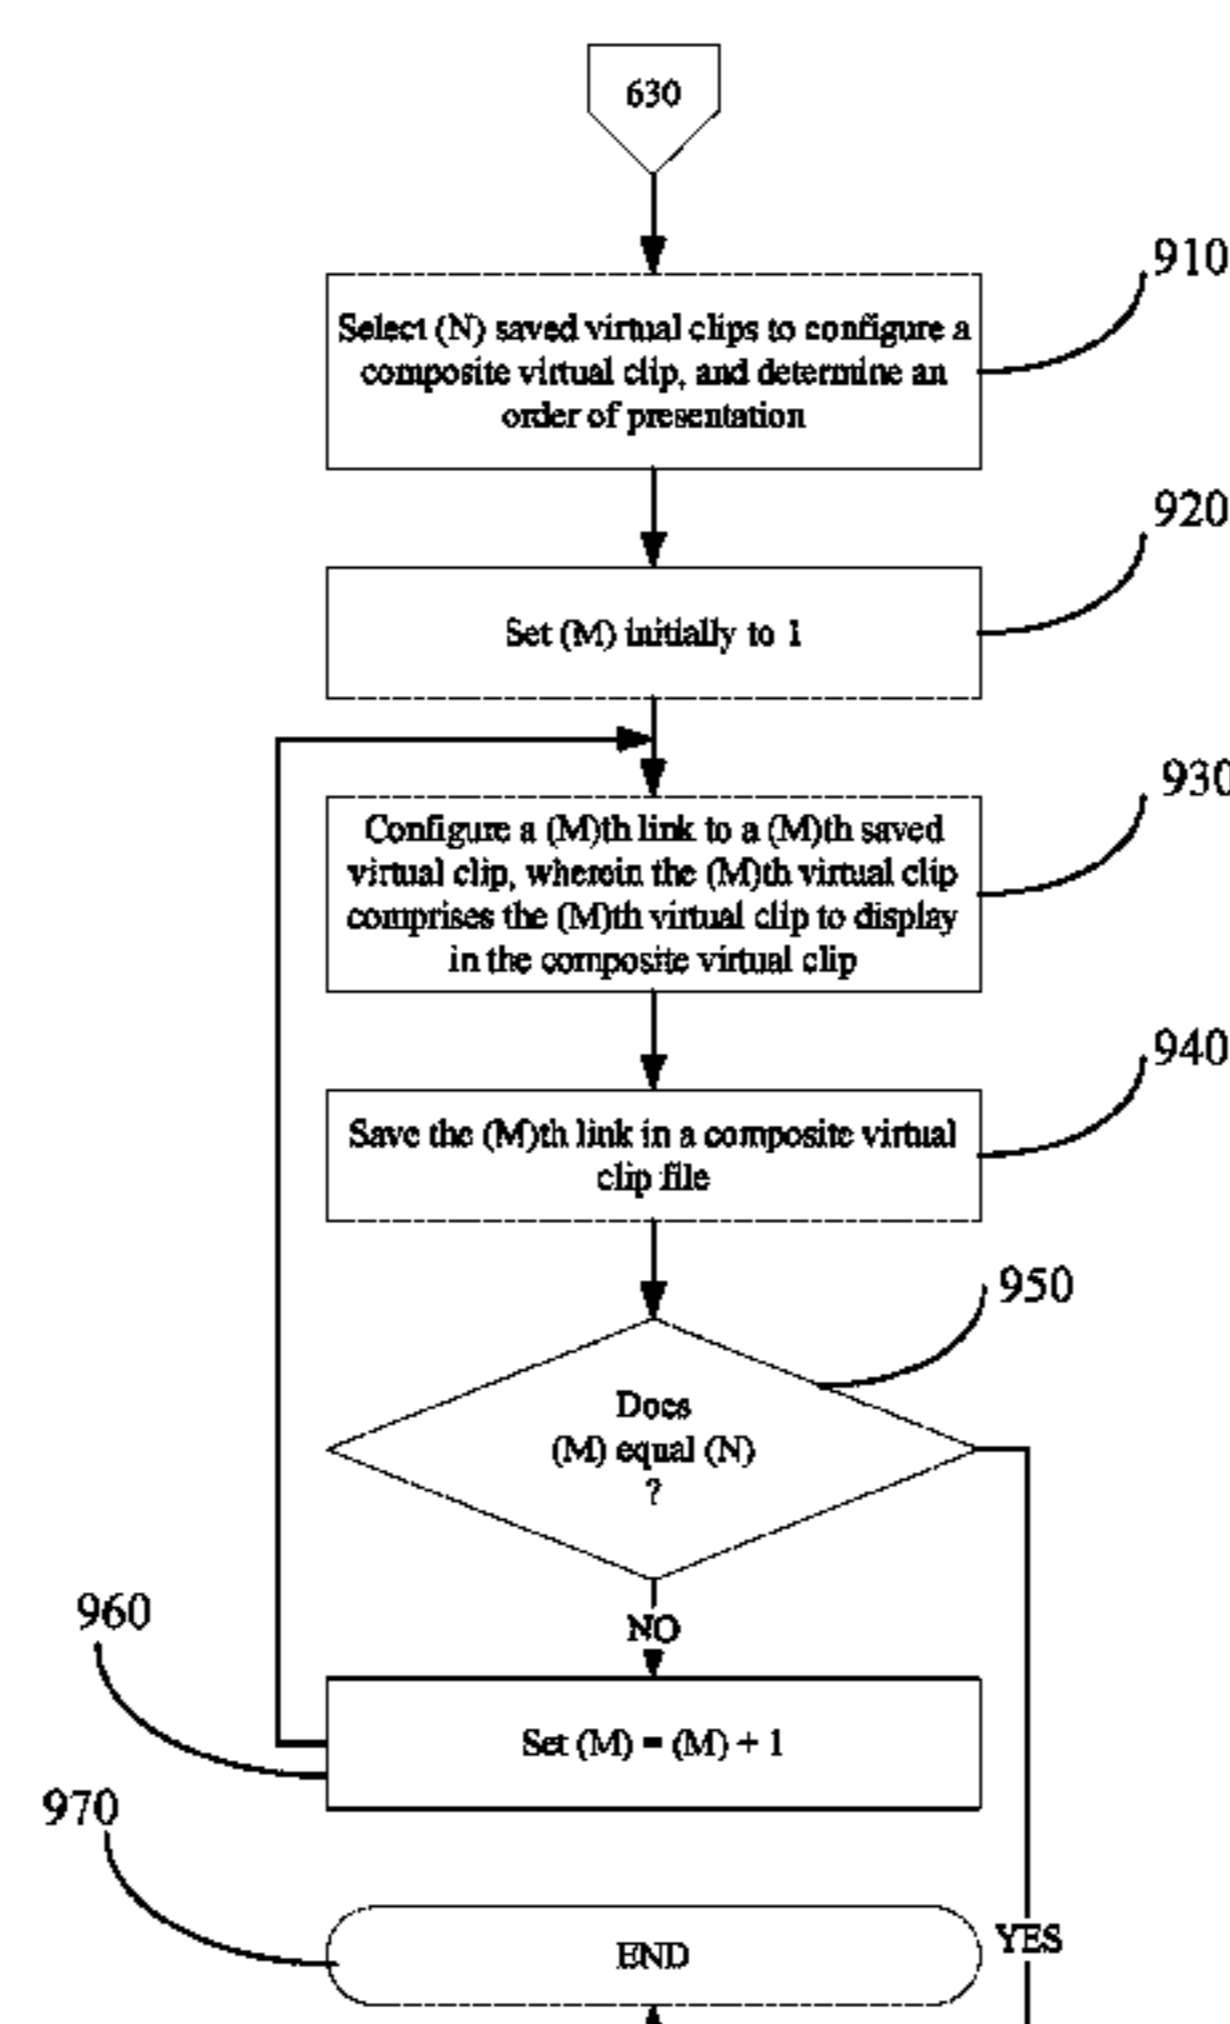 630
910
Select (N) saved virtual clips to configure a
composite virtual clip, and determine an
order of presentation
920
Set (M) initially to 1
930
Configure a (M)th link to a (M)th saved
virtual clip, wherein the (M)th virtual clip
comprises the (M)th virtual clip to display
in the composite virtual clip
940
Save the (M)th link in a composite virtual
clip file
950
Does
(M) equal (N)
?
NO
960
Set (M) = (M) + 1
970
END
YES